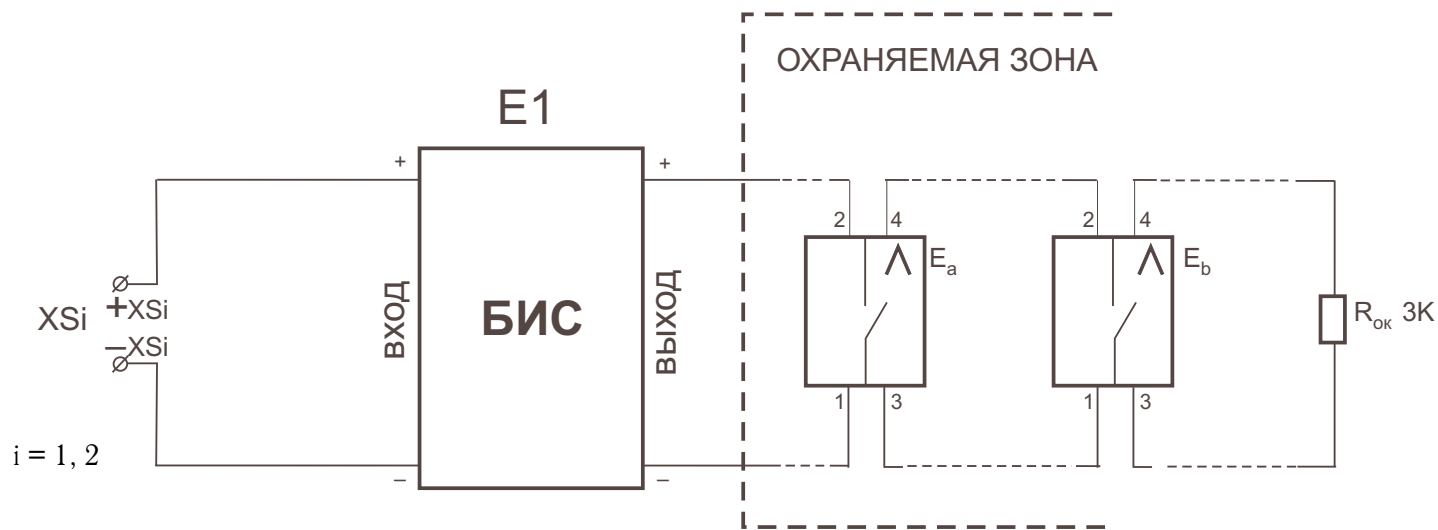 ОХРАНЯЕМАЯ ЗОНА
E1
+ +
2 4 2 4
Eₐ E_b
XSi
+XSi
–XSi
ВХОД
БИС
ВЫХОД
Rок 3K
1 3 1 3
i = 1, 2
– –